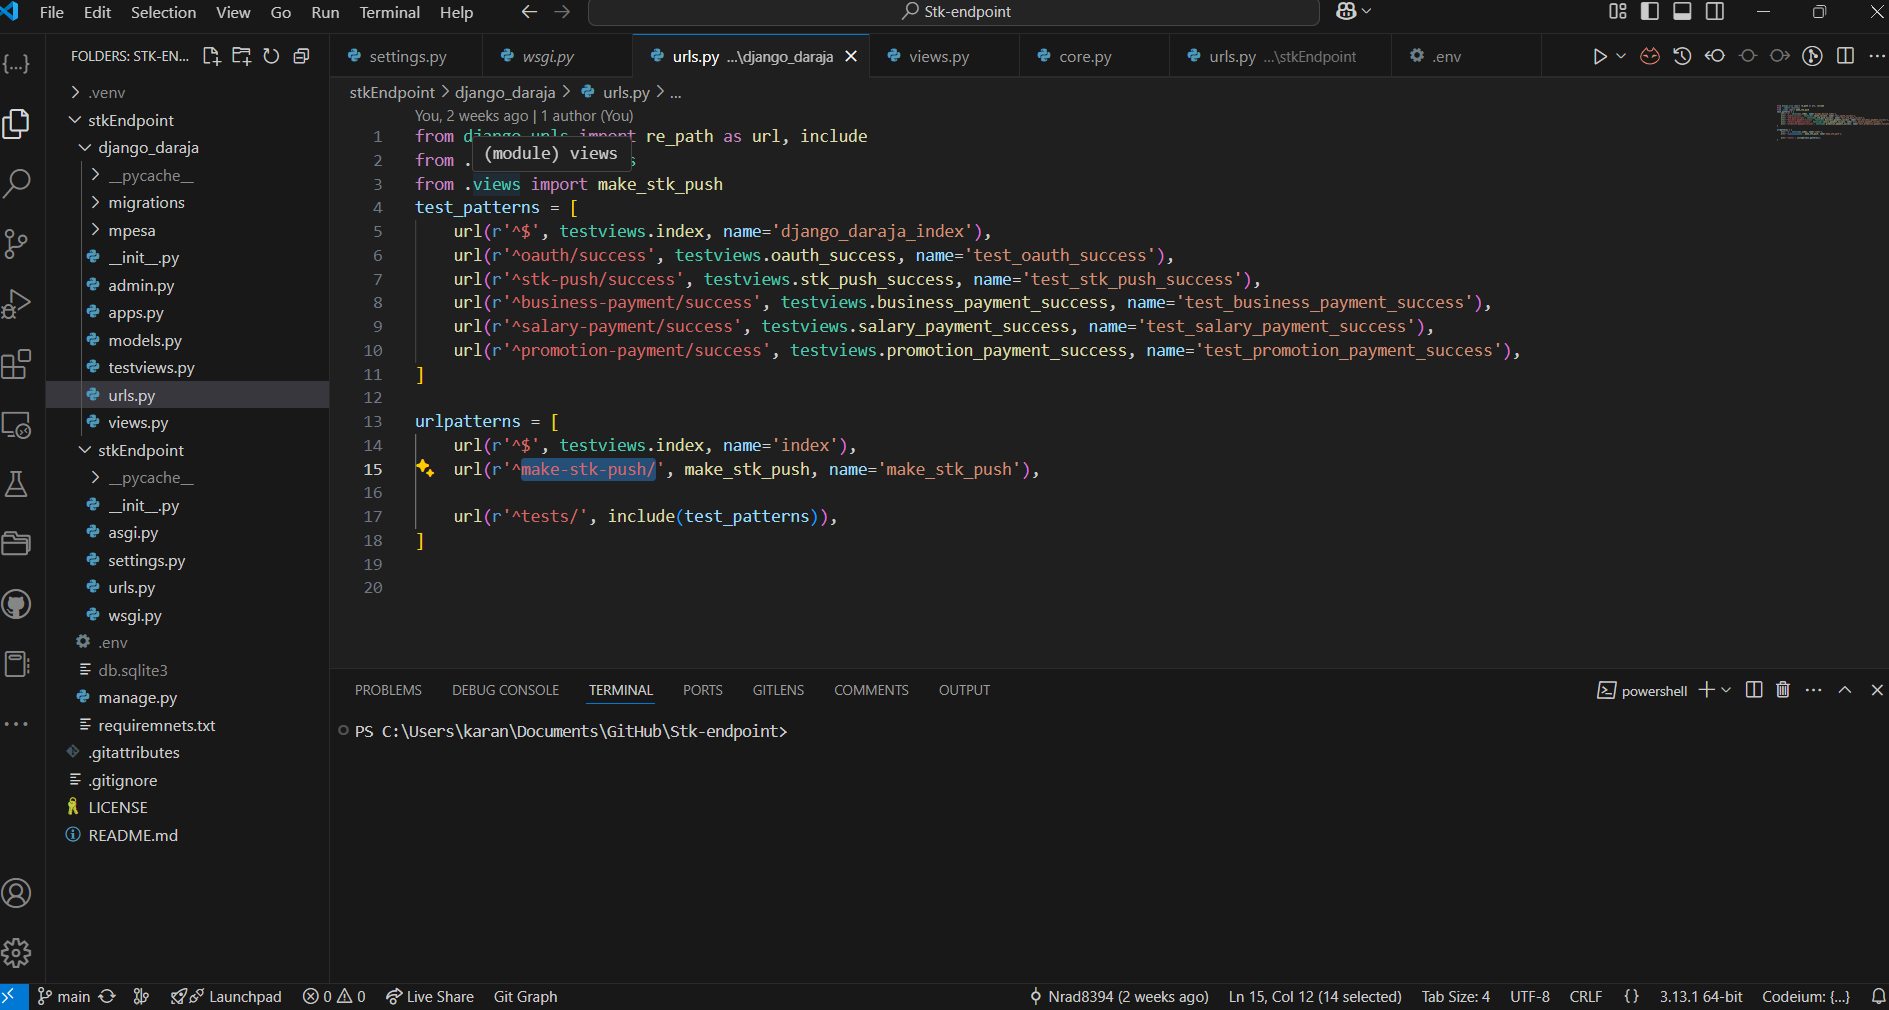 File Edit Selection View Go Run Terminal Help
Stk-endpoint
FOLDERS: STK-EN...
.venv
stkEndpoint
django_daraja
__pycache__
migrations
mpesa
__init__.py
admin.py
apps.py
models.py
testviews.py
urls.py
views.py
stkEndpoint
__pycache__
__init__.py
asgi.py
settings.py
urls.py
wsgi.py
.env
db.sqlite3
manage.py
requiremnets.txt
.gitattributes
.gitignore
LICENSE
README.md
settings.py wsgi.py urls.py ...\django_daraja views.py core.py urls.py ...\stkEndpoint .env
stkEndpoint > django_daraja > urls.py > ...
You, 2 weeks ago | 1 author (You)
1 from django.urls import re_path as url, include
(module) views
2 from .
3 from .views import make_stk_push
4 test_patterns = [
5 url(r'^$', testviews.index, name='django_daraja_index'),
6 url(r'^oauth/success', testviews.oauth_success, name='test_oauth_success'),
7 url(r'^stk-push/success', testviews.stk_push_success, name='test_stk_push_success'),
8 url(r'^business-payment/success', testviews.business_payment_success, name='test_business_payment_success'),
9 url(r'^salary-payment/success', testviews.salary_payment_success, name='test_salary_payment_success'),
10 url(r'^promotion-payment/success', testviews.promotion_payment_success, name='test_promotion_payment_success'),
11 ]
12
13 urlpatterns = [
14 url(r'^$', testviews.index, name='index'),
15 url(r'^make-stk-push/', make_stk_push, name='make_stk_push'),
16
17 url(r'^tests/', include(test_patterns)),
18 ]
19
20
PROBLEMS DEBUG CONSOLE TERMINAL PORTS GITLENS COMMENTS OUTPUT
powershell
PS C:\Users\karan\Documents\GitHub\Stk-endpoint>
main Launchpad 0 0 Live Share Git Graph
Nrad8394 (2 weeks ago) Ln 15, Col 12 (14 selected) Tab Size: 4 UTF-8 CRLF {} 3.13.1 64-bit Codeium: {...}